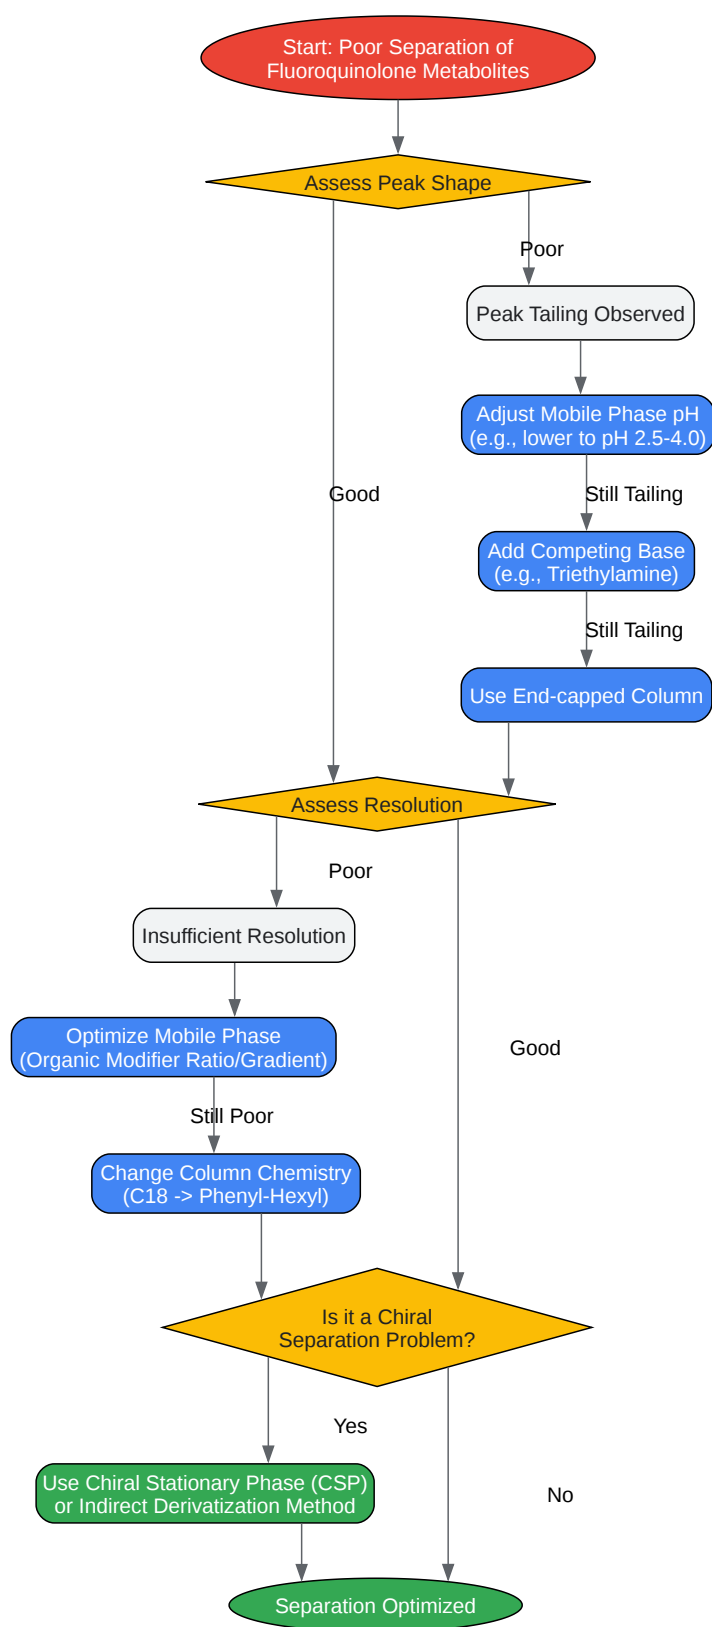 Start: Poor Separation of
Fluoroquinolone Metabolites
Assess Peak Shape
Poor
Peak Tailing Observed
Adjust Mobile Phase pH
(e.g., lower to pH 2.5-4.0)
Good
Still Tailing
Add Competing Base
(e.g., Triethylamine)
Still Tailing
Use End-capped Column
Assess Resolution
Poor
Insufficient Resolution
Optimize Mobile Phase
(Organic Modifier Ratio/Gradient)
Good
Still Poor
Change Column Chemistry
(C18 -> Phenyl-Hexyl)
Is it a Chiral
Separation Problem?
Yes
Use Chiral Stationary Phase (CSP)
or Indirect Derivatization Method
No
Separation Optimized